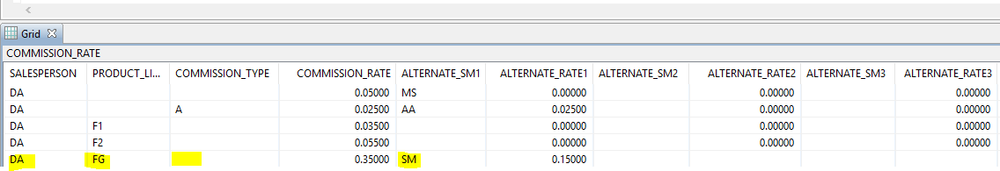 Grid
COMMISSION_RATE
SALESPERSON PRODUCT_LI... COMMISSION_TYPE COMMISSION_RATE ALTERNATE_SM1 ALTERNATE_RATE1 ALTERNATE_SM2 ALTERNATE_RATE2 ALTERNATE_SM3 ALTERNATE_RATE3
DA 0.05000 MS 0.00000 0.00000 0.00000
DA A 0.02500 AA 0.02500 0.00000 0.00000
DA F1 0.03500 0.00000 0.00000 0.00000
DA F2 0.05500 0.00000 0.00000 0.00000
DA FG 0.35000 SM 0.15000